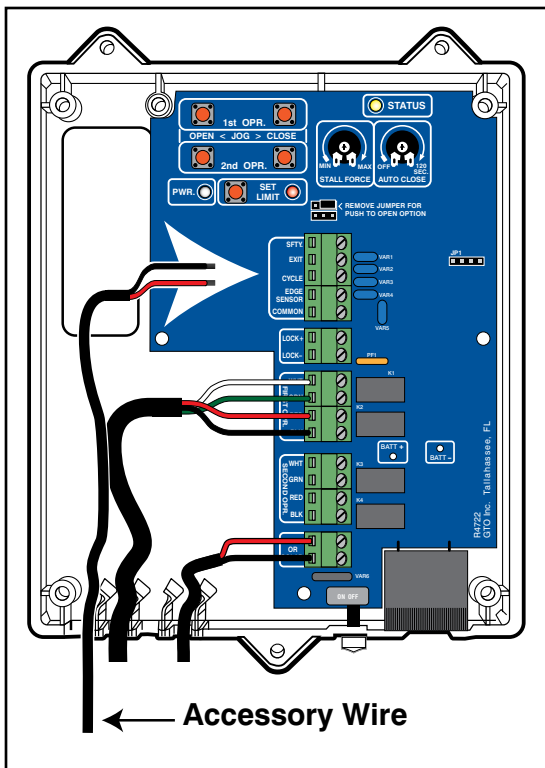 1st OPR.
OPEN < JOG > CLOSE
2nd OPR.
PWR.
SET
LIMIT
STATUS
MIN
MAX
STALL FORCE
OFF
120
SEC.
AUTO CLOSE
REMOVE JUMPER FOR
PUSH TO OPEN OPTION
SFTY.
EXIT
CYCLE
EDGE
SENSOR
COMMON
VAR1
VAR2
VAR3
VAR4
VAR5
JP1
LOCK+
LOCK-
PF1
K1
K2
BATT +
BATT -
SECOND OPR.
WHT
GRN
RED
BLK
K3
K4
OR
VAR6
ON OFF
R4722
GTO Inc. Tallahassee, FL
Accessory Wire